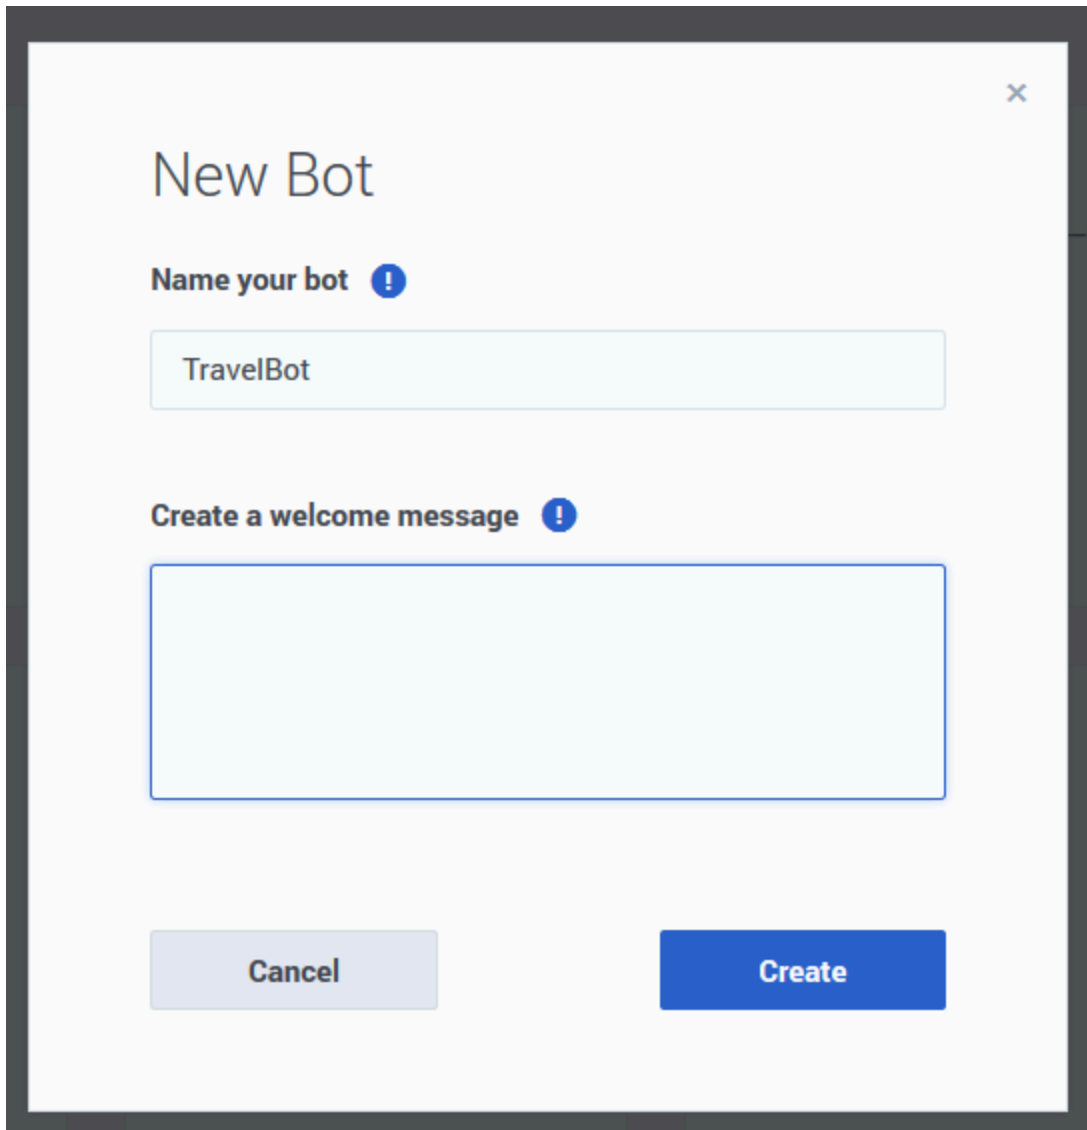 ×
New Bot
Name your bot !
TravelBot
Create a welcome message !
Cancel Create